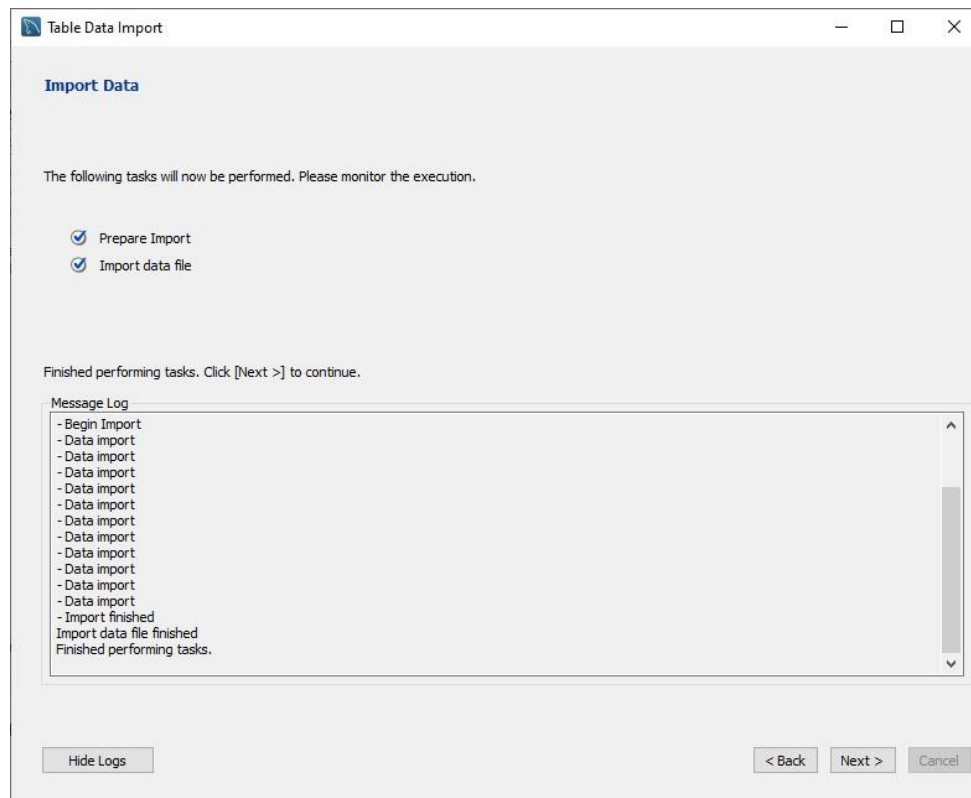 Table Data Import
Import Data
The following tasks will now be performed. Please monitor the execution.
Prepare Import
Import data file
Finished performing tasks. Click [Next >] to continue.
Message Log
- Begin Import
- Data import
- Data import
- Data import
- Data import
- Data import
- Data import
- Data import
- Data import
- Data import
- Data import
- Data import
- Import finished
Import data file finished
Finished performing tasks.
Hide Logs
< Back
Next >
Cancel